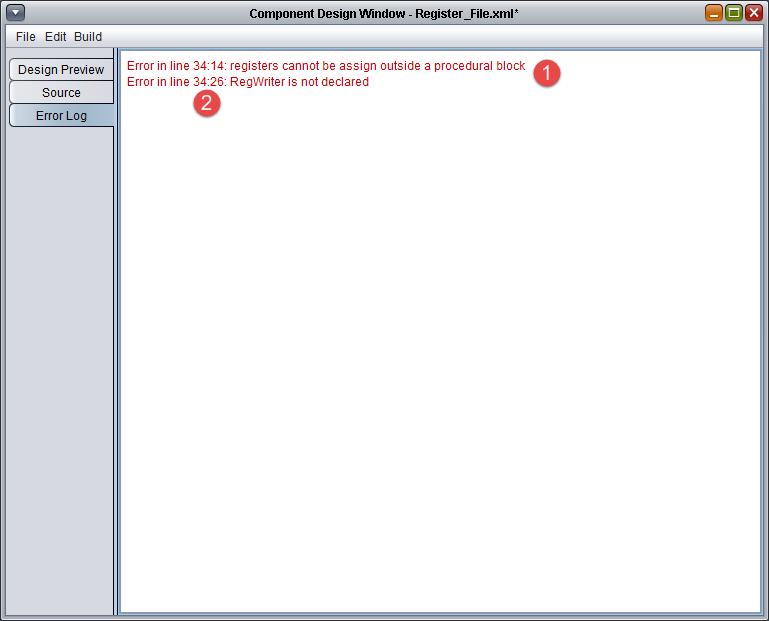 Component Design Window - Register_File.xml*
File Edit Build
Design Preview
Source
Error Log
Error in line 34:14: registers cannot be assign outside a procedural block
1
Error in line 34:26: RegWriter is not declared
2